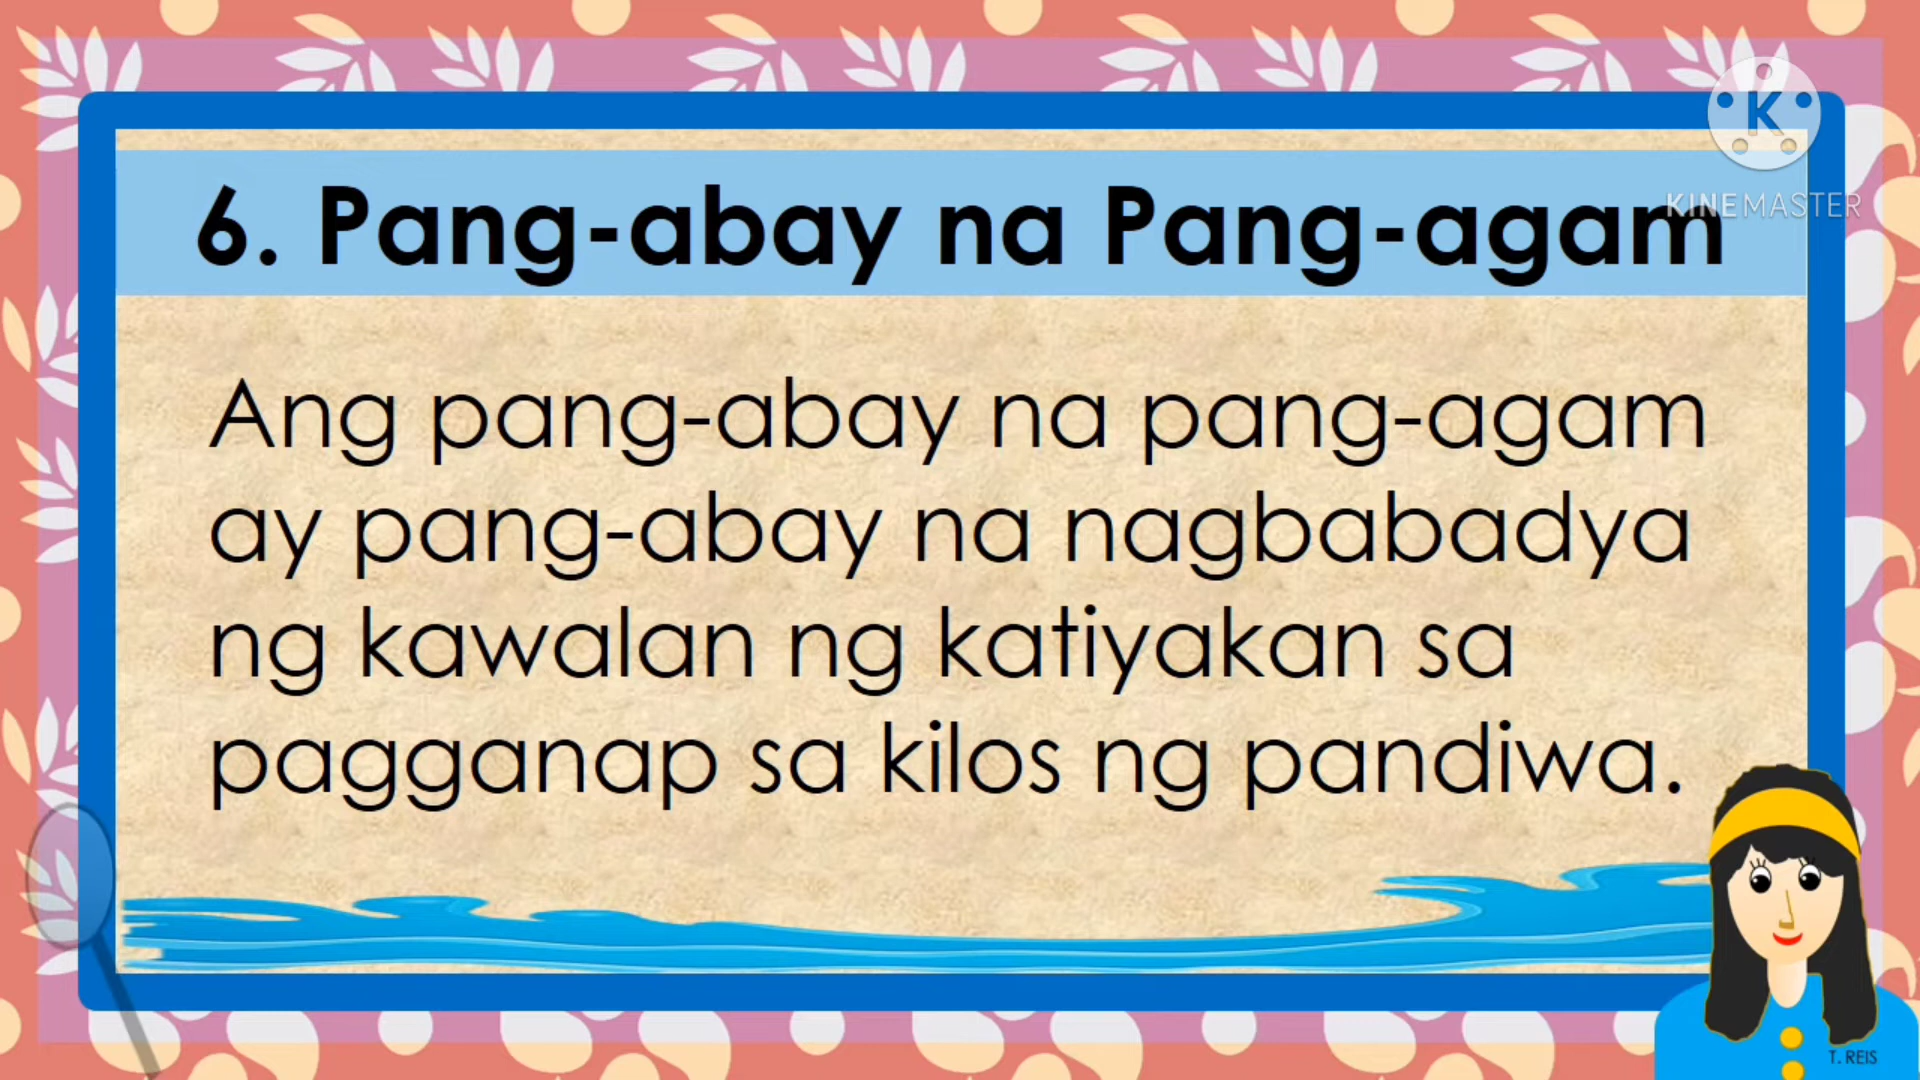 K
KINEMASTER
6. Pang-abay na Pang-agam
Ang pang-abay na pang-agam
ay pang-abay na nagbabadya
ng kawalan ng katiyakan sa
pagganap sa kilos ng pandiwa.
T. REIS